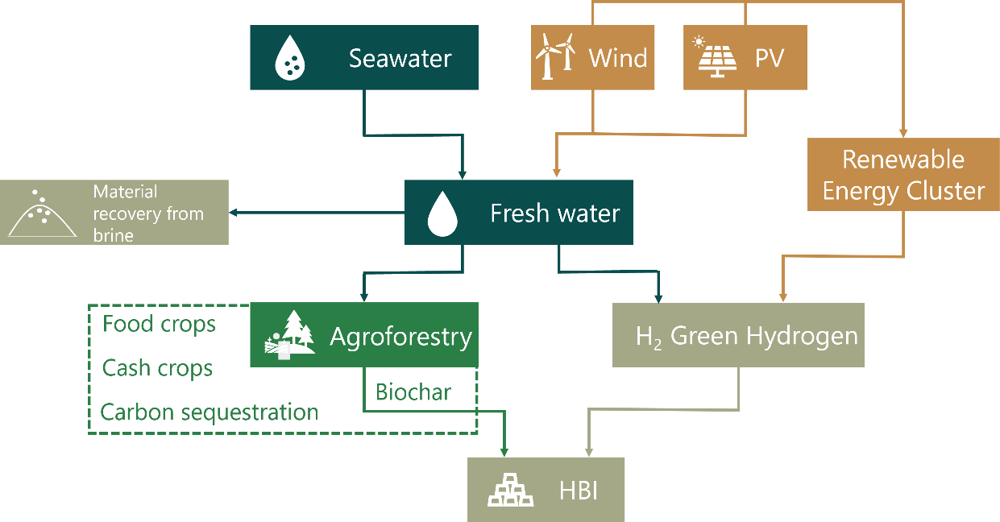 Seawater
Wind
PV
Renewable
Energy Cluster
Material
recovery from
brine
Fresh water
Food crops
Cash crops
Carbon sequestration
Agroforestry
Biochar
H₂ Green Hydrogen
HBI